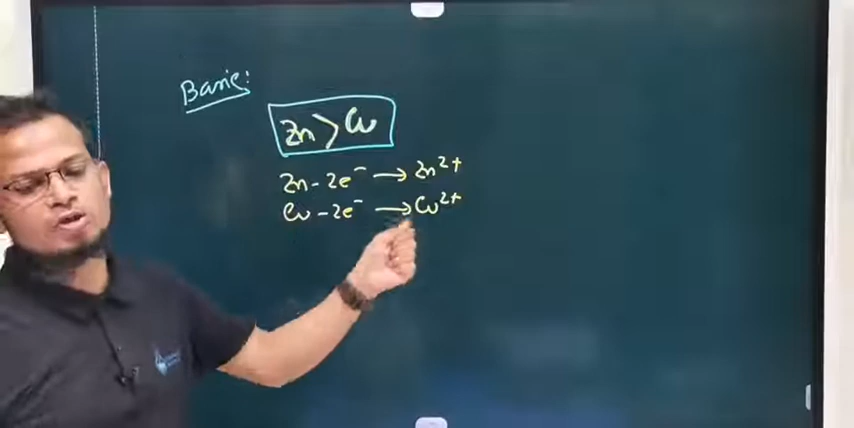 Basic:
Zn > Cu
Zn - 2e⁻ → Zn²⁺
Cu - 2e⁻ → Cu²⁺